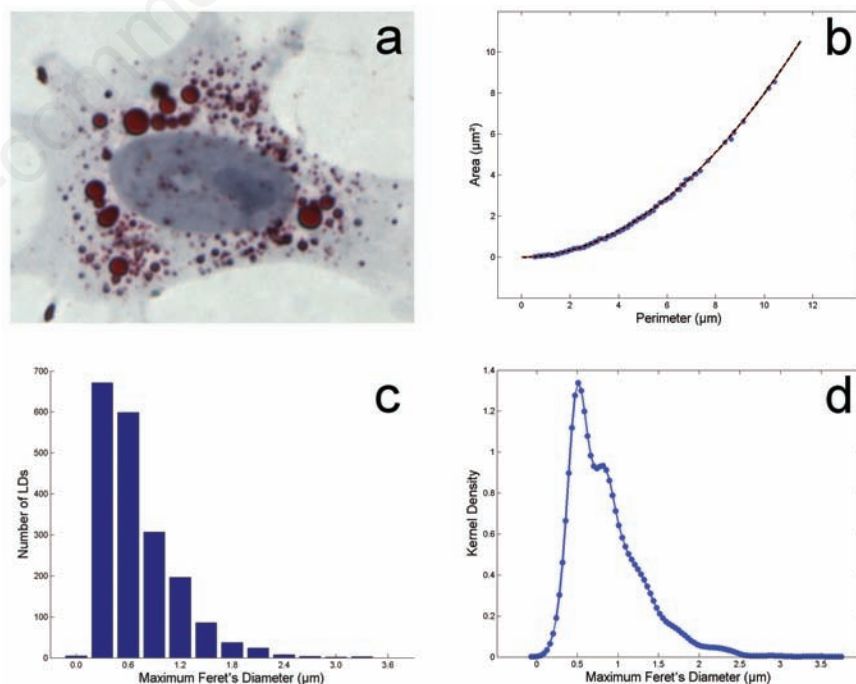 a
b
10
8
6
4
2
0
Area (µm²)
0 2 4 6 8 10 12
Perimeter (µm)
c
700
600
500
400
300
200
100
0
Number of LDs
0.0 0.6 1.2 1.8 2.4 3.0 3.6
Maximum Feret's Diameter (µm)
d
1.4
1.2
1
0.8
0.6
0.4
0.2
0
Kernel Density
0 0.5 1 1.5 2 2.5 3 3.5
Maximum Feret's Diameter (µm)